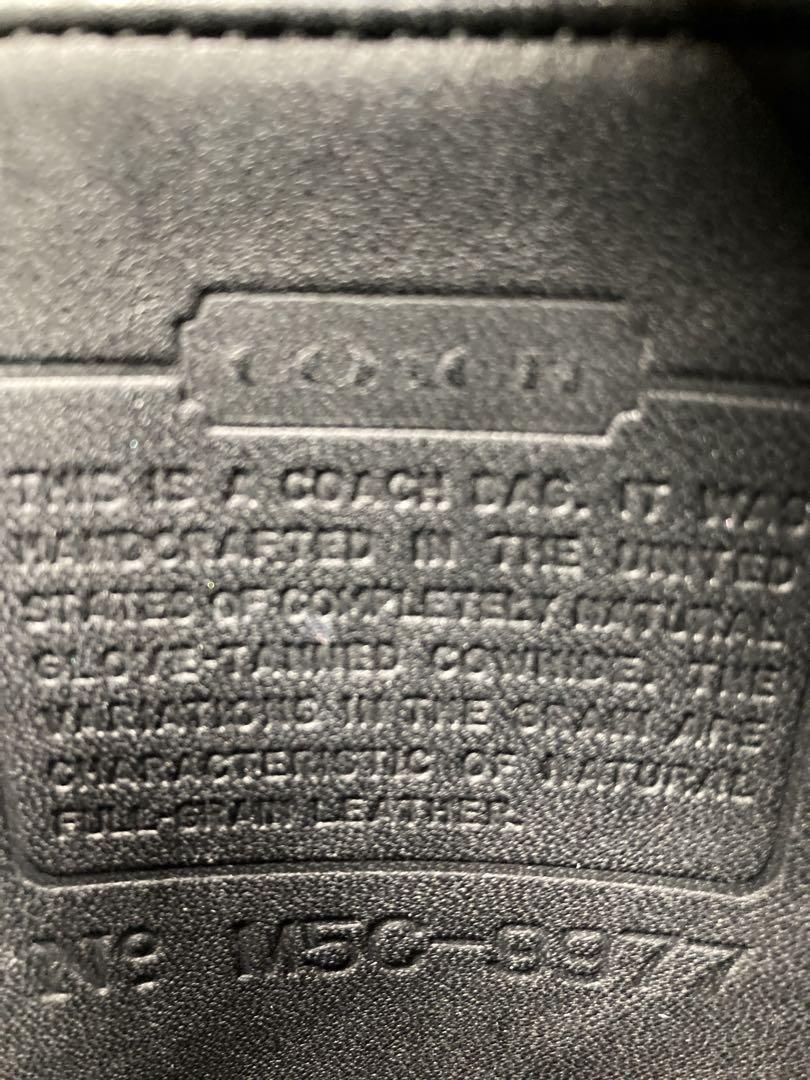 COACH
THIS IS A COACH BAG. IT WAS
HANDCRAFTED IN THE UNITED
STATES OF COMPLETELY NATURAL
GLOVE-TANNED COWHIDE. THE
VARIATIONS IN THE GRAIN ARE
CHARACTERISTIC OF NATURAL
FULL-GRAIN LEATHER.
Nº M5C-9977